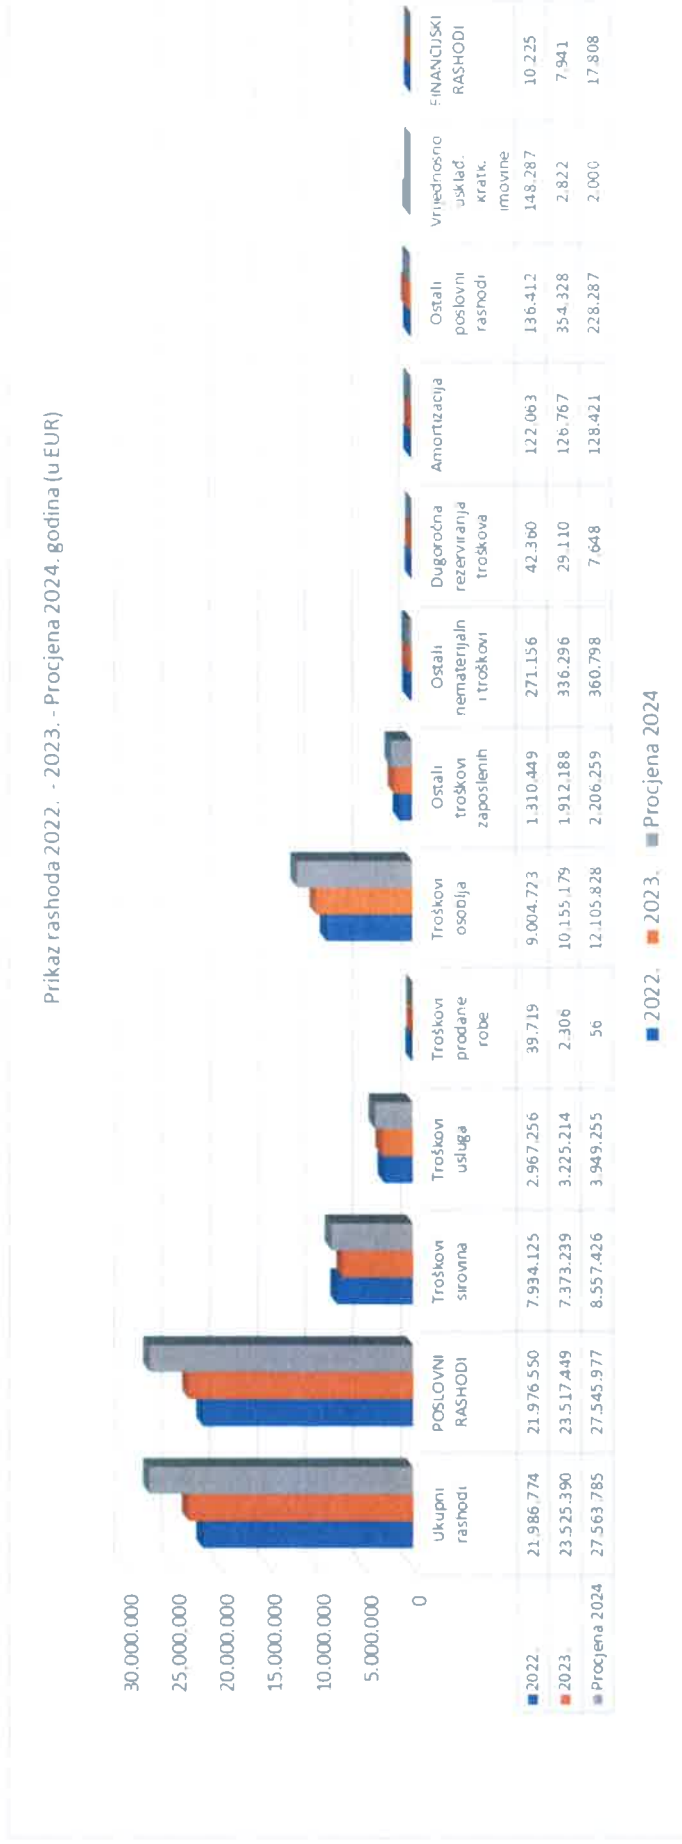 Prikaz rashoda 2022. - 2023. - Procjena 2024. godina (u EUR)
30.000.000
25.000.000
20.000.000
15.000.000
10.000.000
5.000.000
0
Ukupni rashodi
POSLOVNI RASHODI
Troškovi sirovina
Troškovi usluga
Troškovi prodane robe
Troškovi osoblja
Ostali troškovi zaposlenih
Ostali nematerijaln i troškovi
Dugoročna rezerviranja troškova
Amortizacija
Ostali poslovni rashodi
Vrijednosno usklađ. kratk. imovine
FINANCIJSKI RASHODI
2022. 21.986.774 21.976.550 7.934.125 2.967.256 39.719 9.004.723 1.310.449 271.156 42.360 122.063 136.412 148.287 10.225
2023. 23.525.390 23.517.449 7.373.239 3.225.214 2.306 10.155.179 1.912.188 336.296 29.110 126.767 354.328 2.822 7.941
Procjena 2024 27.563.785 27.545.977 8.557.426 3.949.255 56 12.105.828 2.206.259 360.798 7.648 128.421 228.287 2.000 17.808
2022. 2023. Procjena 2024